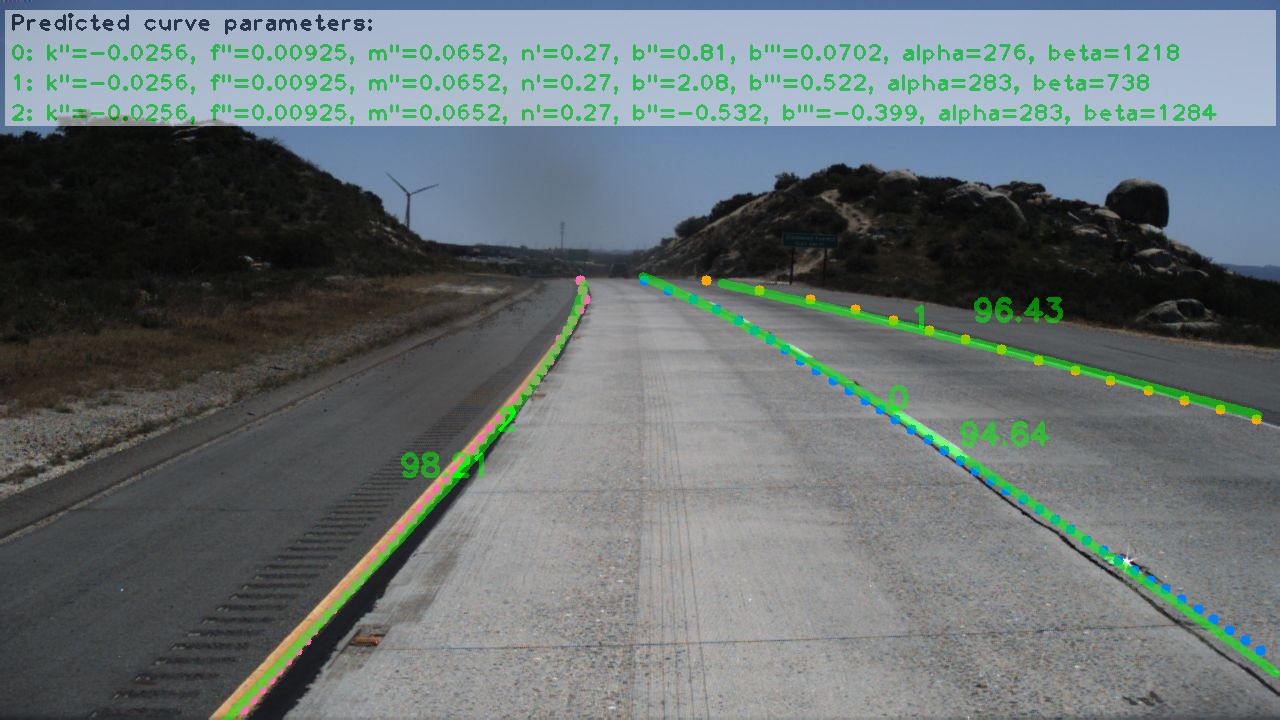 Predicted curve parameters:
0: k''=-0.0256, f''=0.00925, m''=0.0652, n'=0.27, b''=0.81, b'''=0.0702, alpha=276, beta=1218
1: k''=-0.0256, f''=0.00925, m''=0.0652, n'=0.27, b''=2.08, b'''=0.522, alpha=283, beta=738
2: k''=-0.0256, f''=0.00925, m''=0.0652, n'=0.27, b''=-0.532, b'''=-0.399, alpha=283, beta=1284
1 96.43
0
94.64
2
98.21